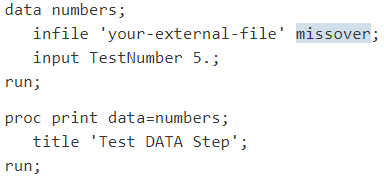 data numbers;
infile 'your-external-file' missover;
input TestNumber 5.;
run;
proc print data=numbers;
title 'Test DATA Step';
run;